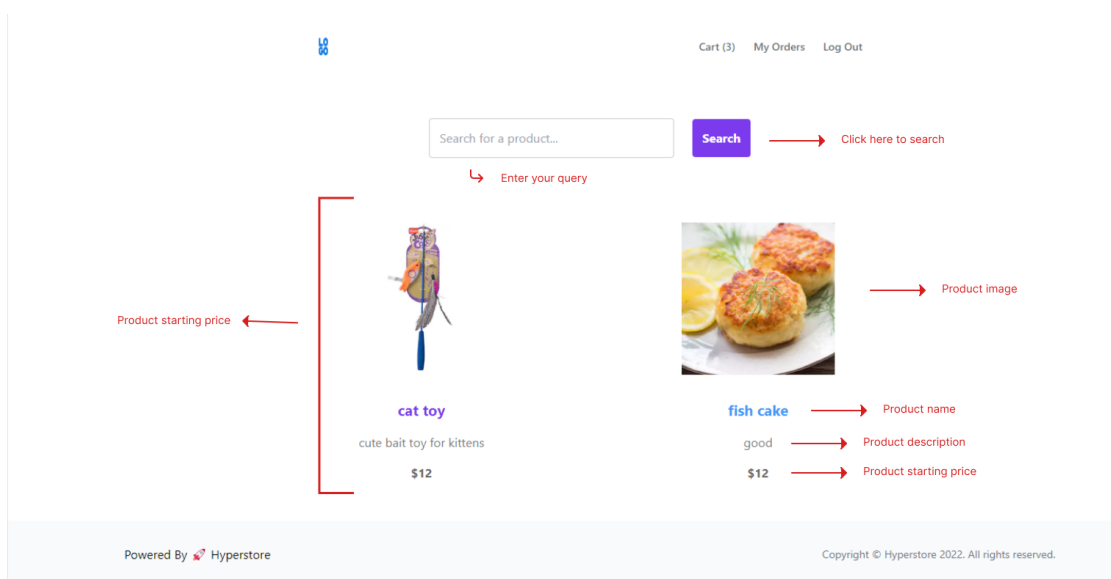 Cart (3) My Orders Log Out
Search for a product...
Search
Click here to search
Enter your query
Product image
Product starting price
cat toy
fish cake
Product name
cute bait toy for kittens
good
Product description
$12
$12
Product starting price
Powered By 🚀 Hyperstore
Copyright © Hyperstore 2022. All rights reserved.